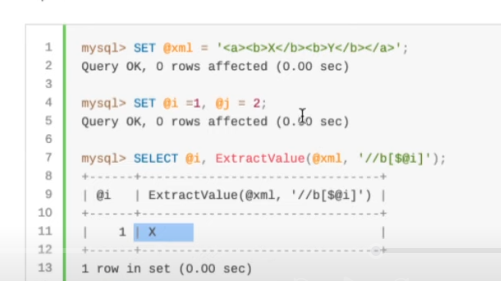 1 mysql> SET @xml = '<a><b>X</b><b>Y</b></a>';
2 Query OK, 0 rows affected (0.00 sec)
3
4 mysql> SET @i =1, @j = 2;
5 Query OK, 0 rows affected (0.00 sec)
6
7 mysql> SELECT @i, ExtractValue(@xml, '//b[$@i]');
8 +------+--------------------------------+
9 | @i   | ExtractValue(@xml, '//b[$@i]') |
10 +------+--------------------------------+
11 |    1 | X                              |
12 +------+--------------------------------+
13 1 row in set (0.00 sec)